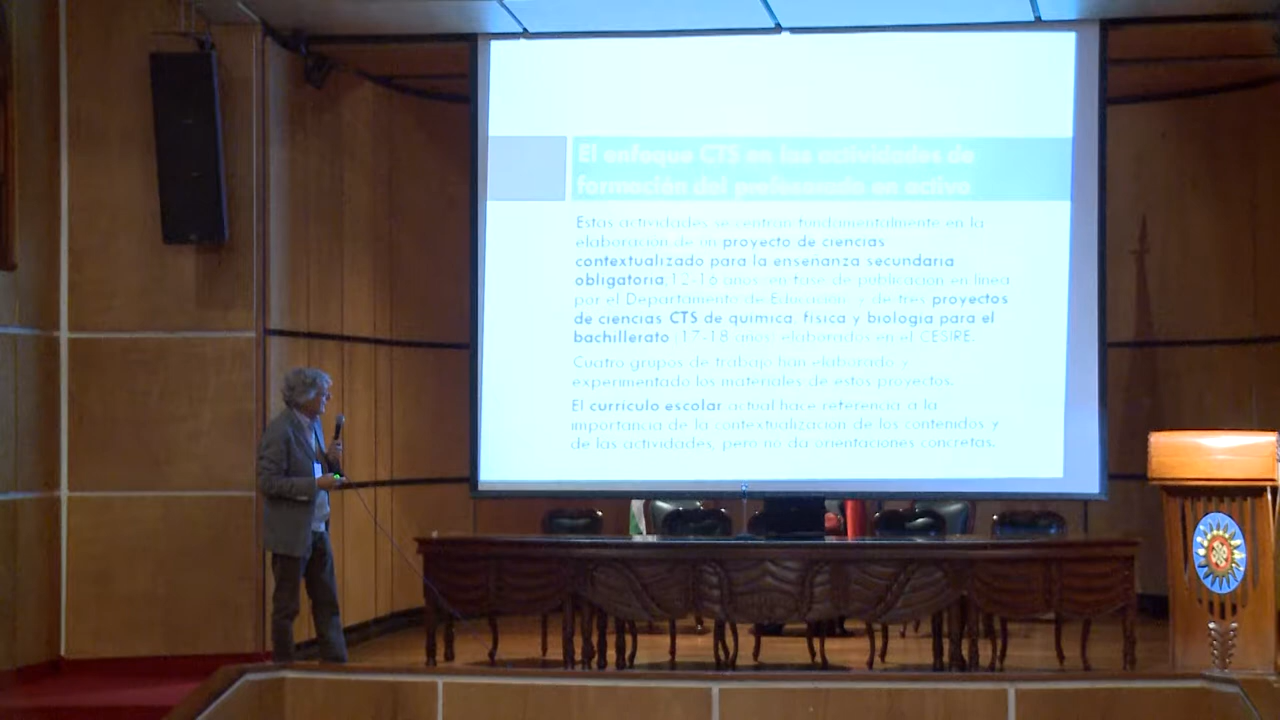 El enfoque CTS en las actividades de
formación del profesorado en activo
Estas actividades se centran fundamentalmente en la
elaboración de un proyecto de ciencias
contextualizado para la enseñanza secundaria
obligatoria, 12-16 años, en fase de publicación en línea
por el Departamento de Educación, y de tres proyectos
de ciencias CTS de química, física y biología para el
bachillerato (17-18 años) elaborados en el CESIRE.
Cuatro grupos de trabajo han elaborado y
experimentado los materiales de estos proyectos.
El currículo escolar actual hace referencia a la
importancia de la contextualización de los contenidos y
de las actividades, pero no da orientaciones concretas.